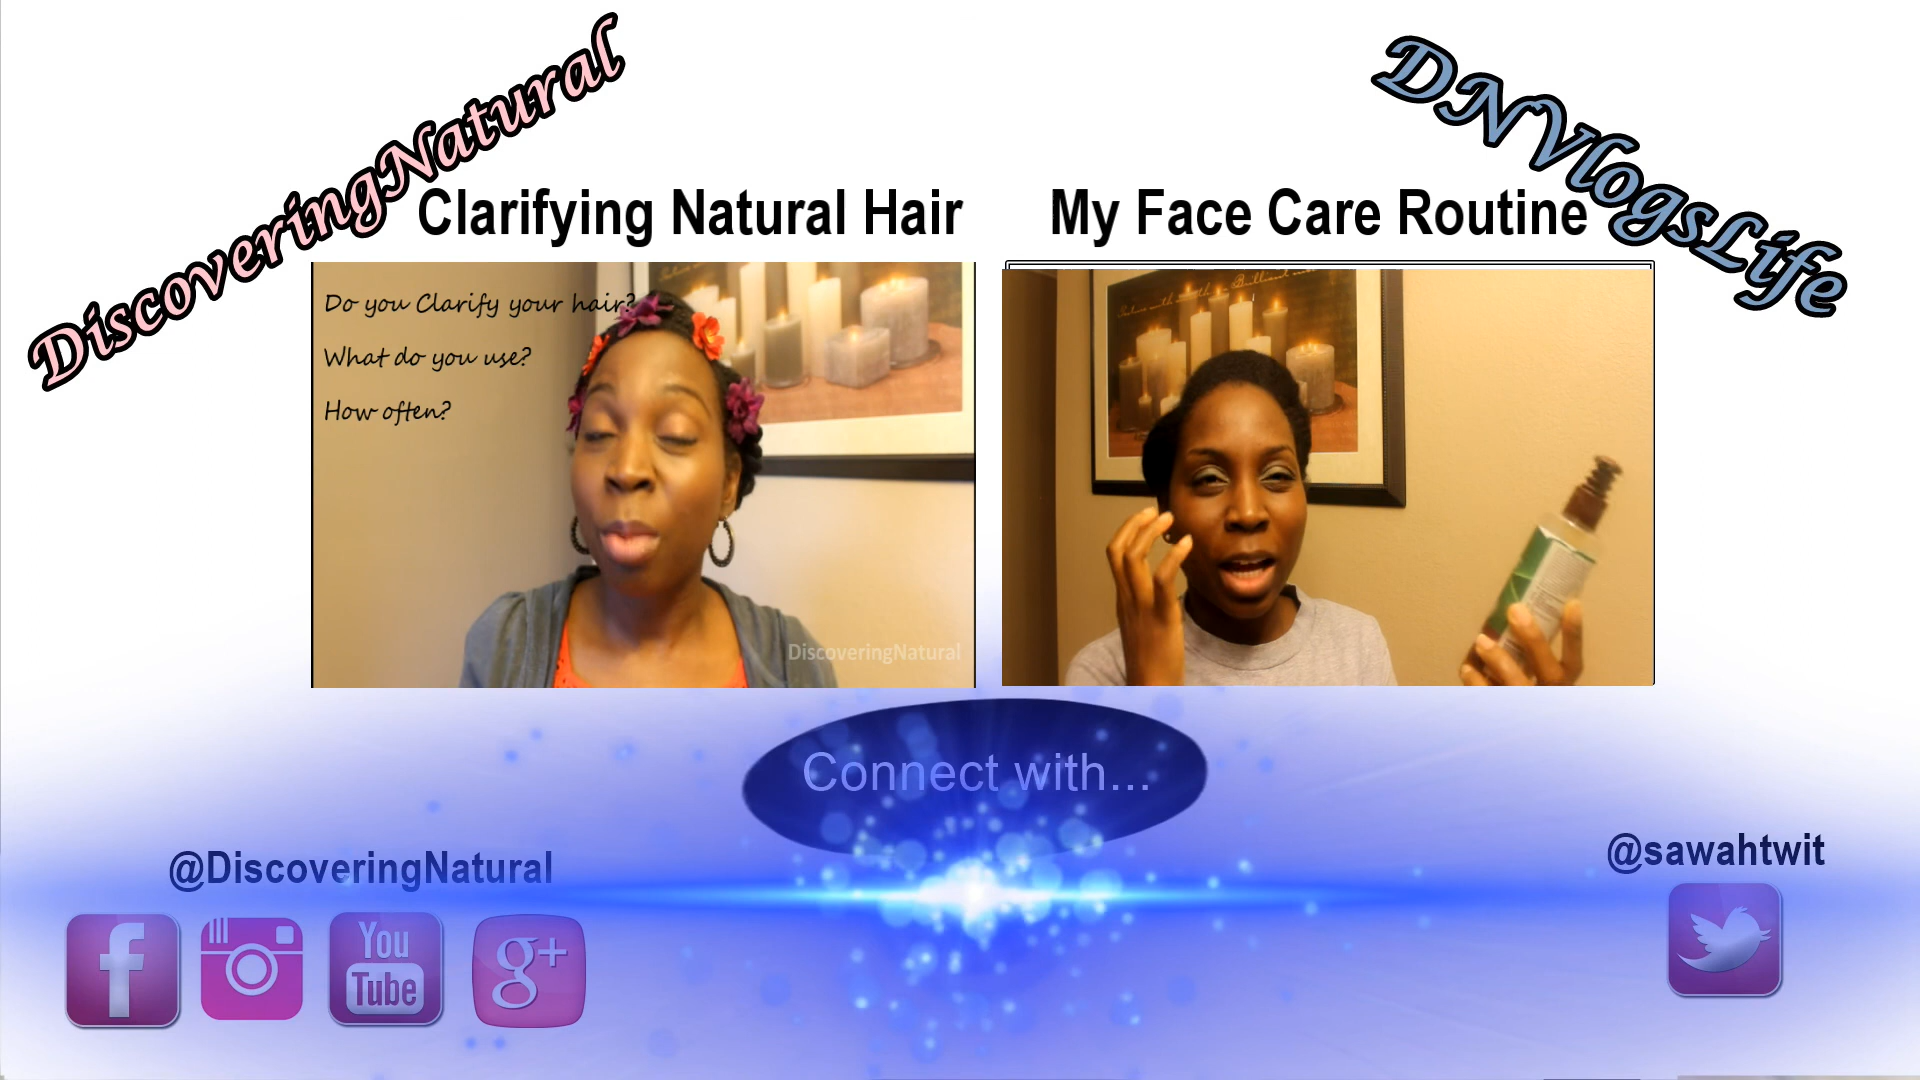 DiscoveringNatural
DNVlogsLife
Clarifying Natural Hair
My Face Care Routine
Do you Clarify your hair?
What do you use?
How often?
DiscoveringNatural
Connect with...
@DiscoveringNatural
@sawahtwit
f
You
Tube
g+